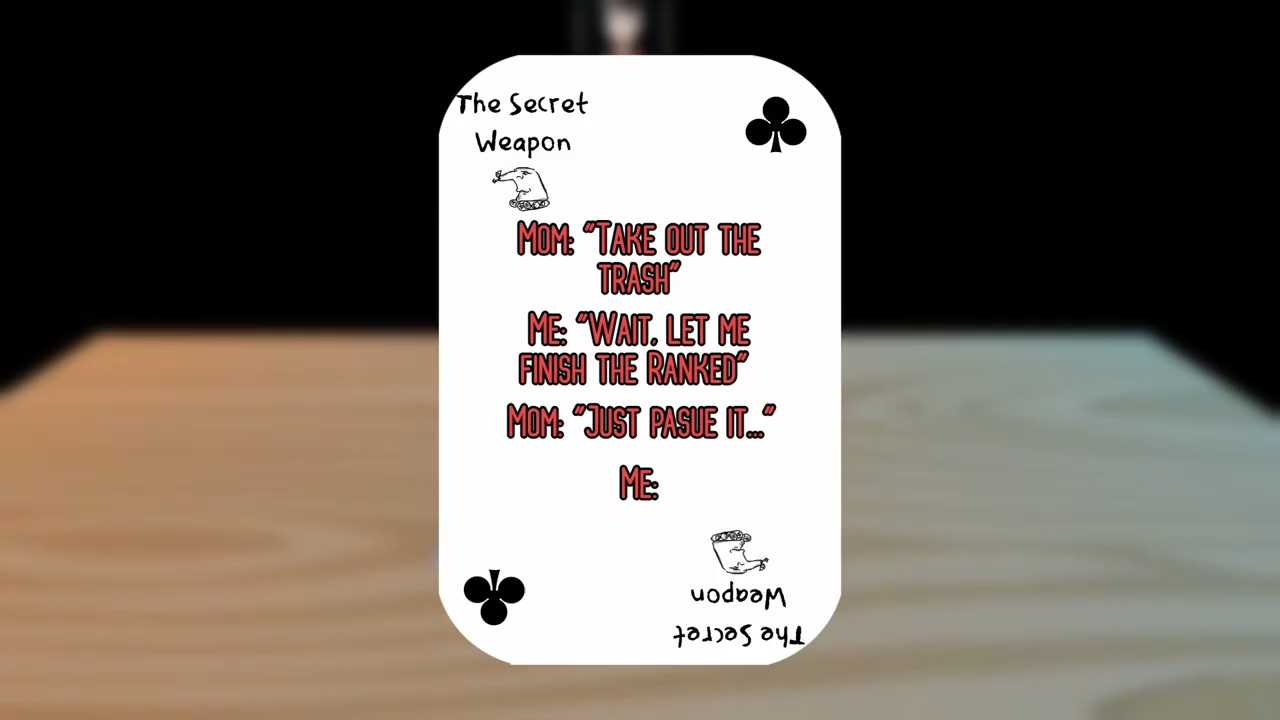 The Secret
Weapon
Mom: "Take out the
trash"
Me: "Wait, let me
finish the Ranked"
Mom: "Just pasue it..."
Me:
Weapon
The Secret